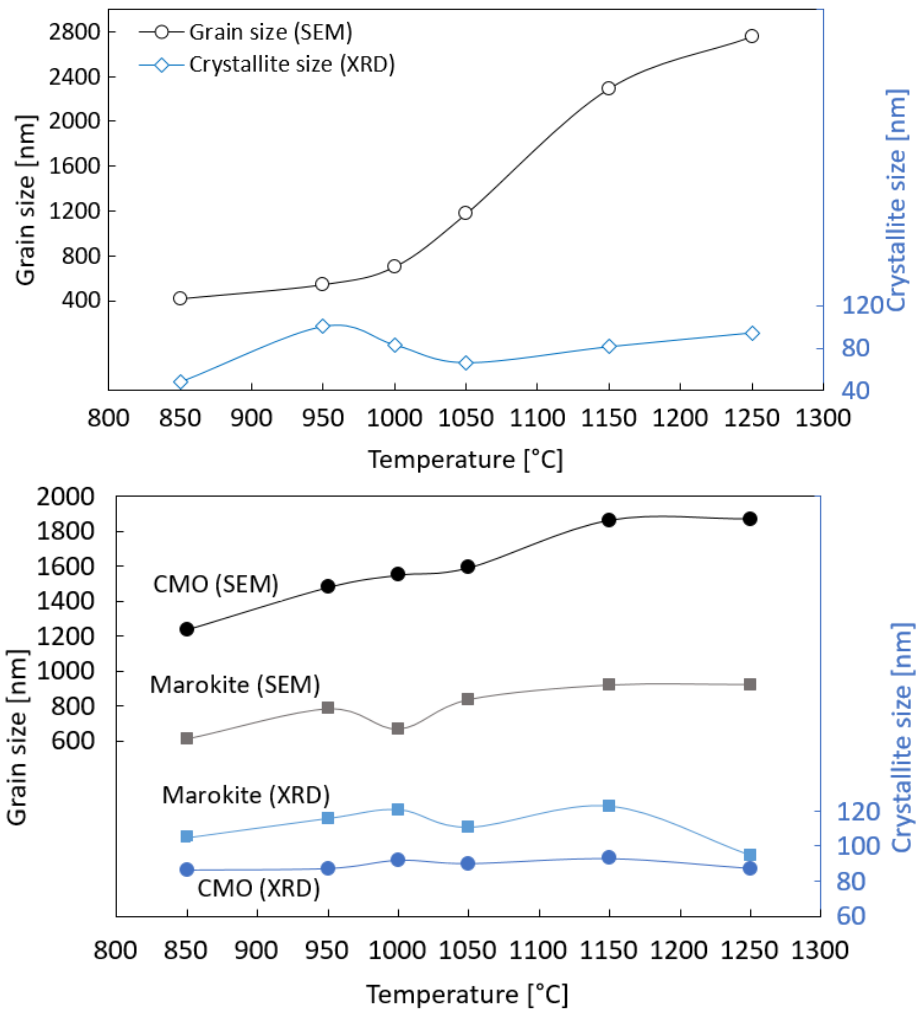 Grain size (SEM)
Crystallite size (XRD)
Grain size [nm]
2800
2400
2000
1600
1200
800
400
Crystallite size [nm]
120
80
40
800 850 900 950 1000 1050 1100 1150 1200 1250 1300
Temperature [°C]
Grain size [nm]
2000
1800
1600
1400
1200
1000
800
600
CMO (SEM)
Marokite (SEM)
Marokite (XRD)
CMO (XRD)
Crystallite size [nm]
120
100
80
60
800 850 900 950 1000 1050 1100 1150 1200 1250 1300
Temperature [°C]